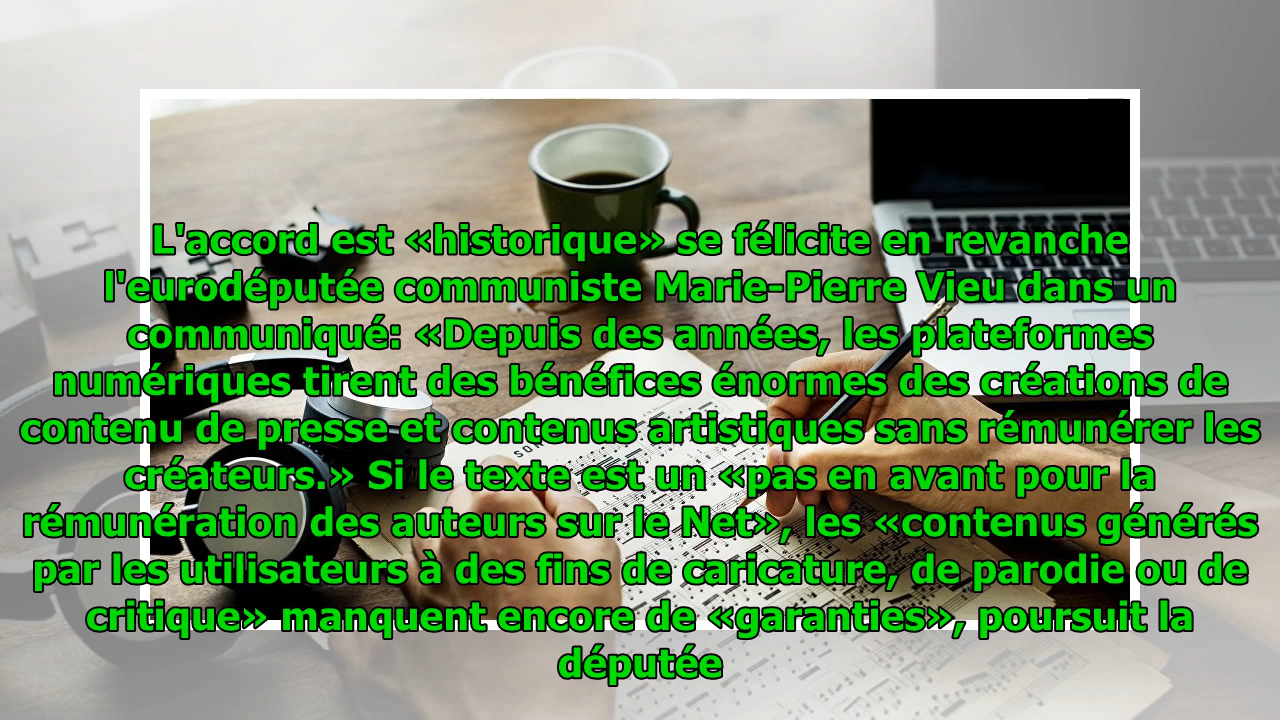 L'accord est «historique» se félicite en revanche
l'eurodéputée communiste Marie-Pierre Vieu dans un
communiqué: «Depuis des années, les plateformes
numériques tirent des bénéfices énormes des créations de
contenu de presse et contenus artistiques sans rémunérer les
créateurs.» Si le texte est un «pas en avant pour la
rémunération des auteurs sur le Net», les «contenus générés
par les utilisateurs à des fins de caricature, de parodie ou de
critique» manquent encore de «garanties», poursuit la
députée